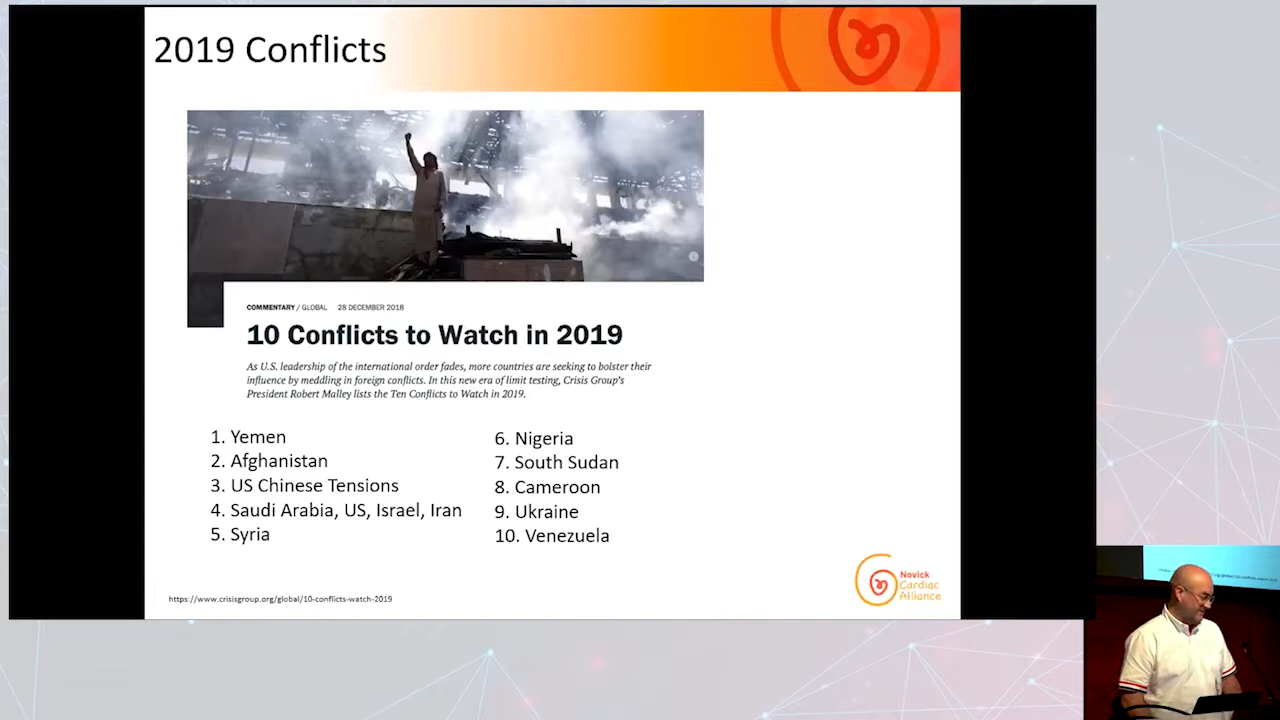 2019 Conflicts
COMMENTARY / GLOBAL 28 DECEMBER 2018
10 Conflicts to Watch in 2019
As U.S. leadership of the international order fades, more countries are seeking to bolster their
influence by meddling in foreign conflicts. In this new era of limit testing, Crisis Group's
President Robert Malley lists the Ten Conflicts to Watch in 2019.
1. Yemen
2. Afghanistan
3. US Chinese Tensions
4. Saudi Arabia, US, Israel, Iran
5. Syria
6. Nigeria
7. South Sudan
8. Cameroon
9. Ukraine
10. Venezuela
https://www.crisisgroup.org/global/10-conflicts-watch-2019
Novick
Cardiac
Alliance